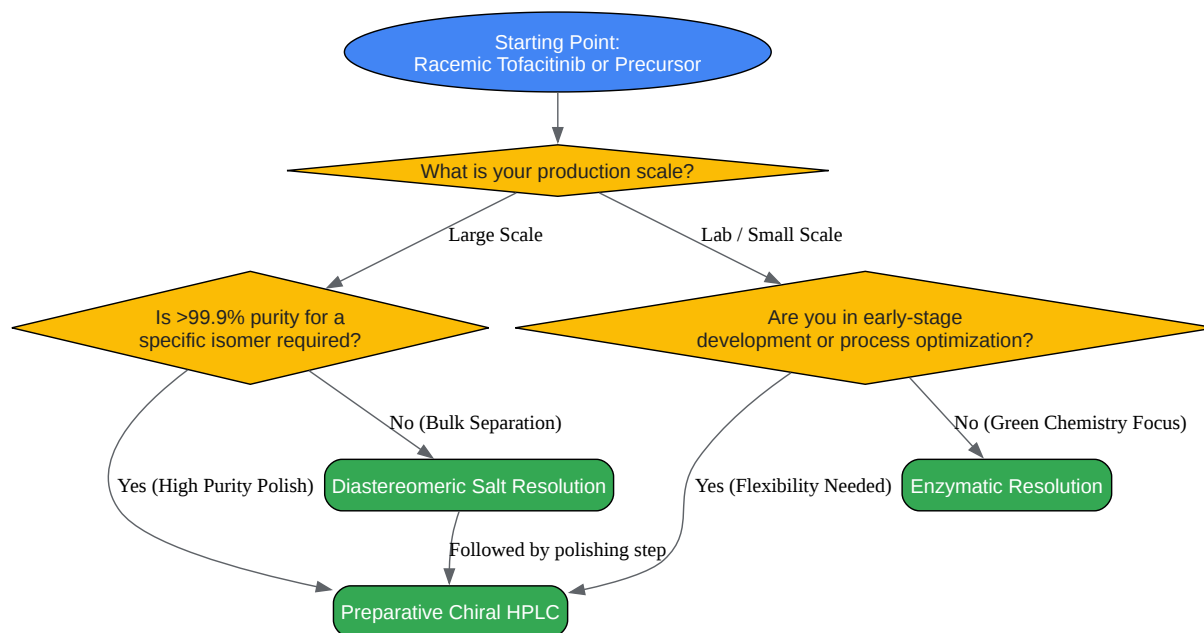 Starting Point:
Racemic Tofacitinib or Precursor
What is your production scale?
Large Scale
Lab / Small Scale
Is >99.9% purity for a
specific isomer required?
Are you in early-stage
development or process optimization?
No (Bulk Separation)
No (Green Chemistry Focus)
Yes (High Purity Polish)
Diastereomeric Salt Resolution
Yes (Flexibility Needed)
Enzymatic Resolution
Followed by polishing step
Preparative Chiral HPLC